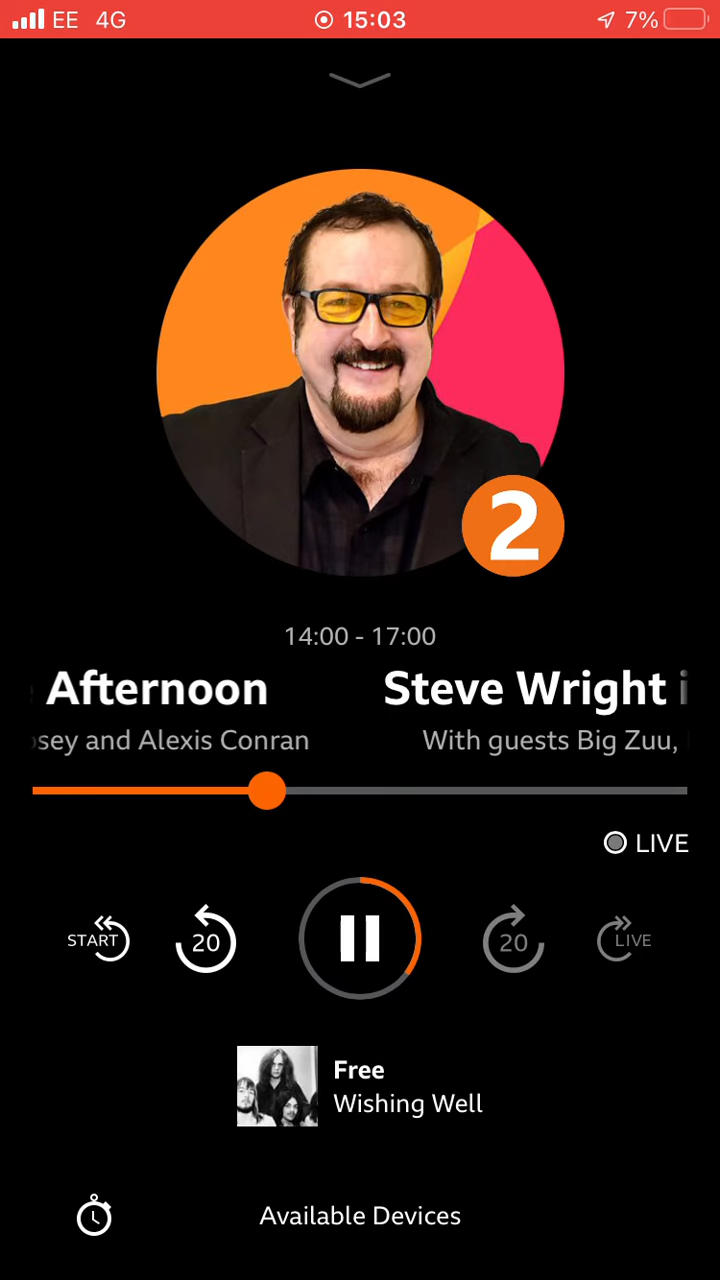 EE 4G 15:03 7%
2
14:00 - 17:00
Afternoon Steve Wright
and Alexis Conran With guests Big Zuu,
LIVE
START 20 20 LIVE
Free
Wishing Well
Available Devices